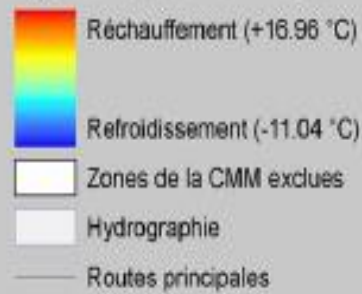 Réchauffement (+16.96 °C)
Refroidissement (-11.04 °C)
Zones de la CMM exclues
Hydrographie
Routes principales